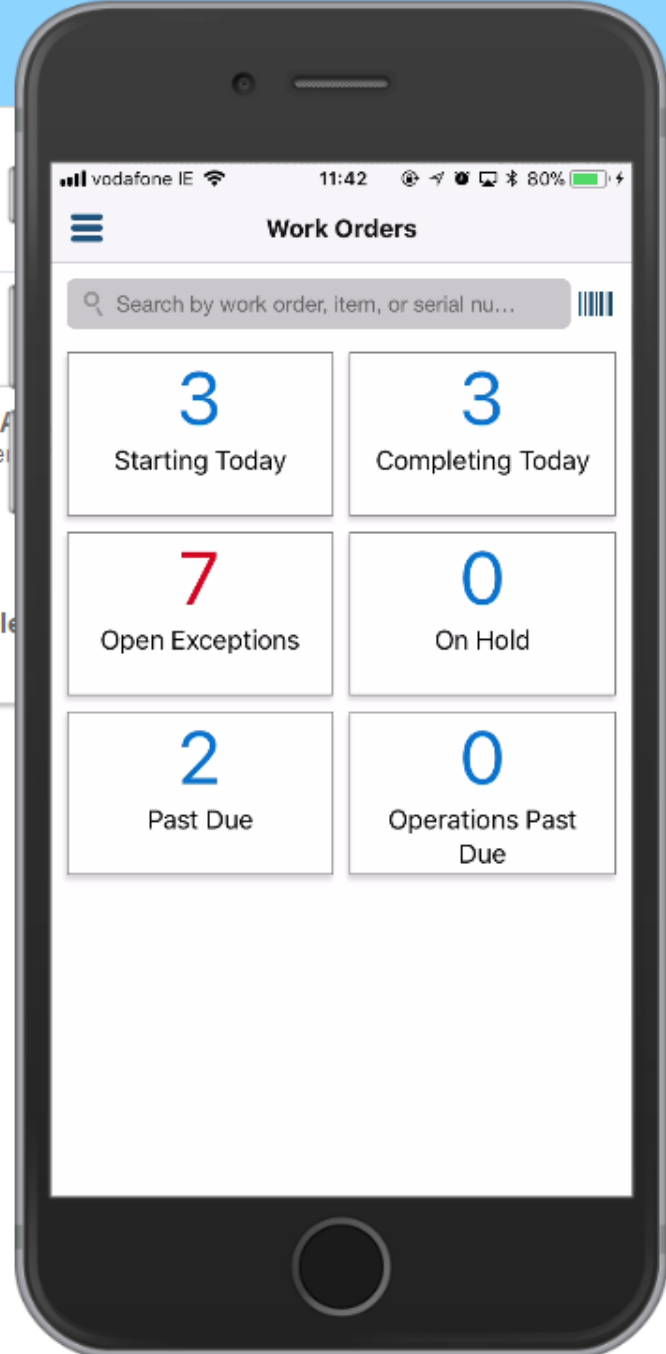 vodafone IE 11:42 80%
Work Orders
Search by work order, item, or serial nu...
3 3
Starting Today Completing Today
7 0
Open Exceptions On Hold
2 0
Past Due Operations Past
Due